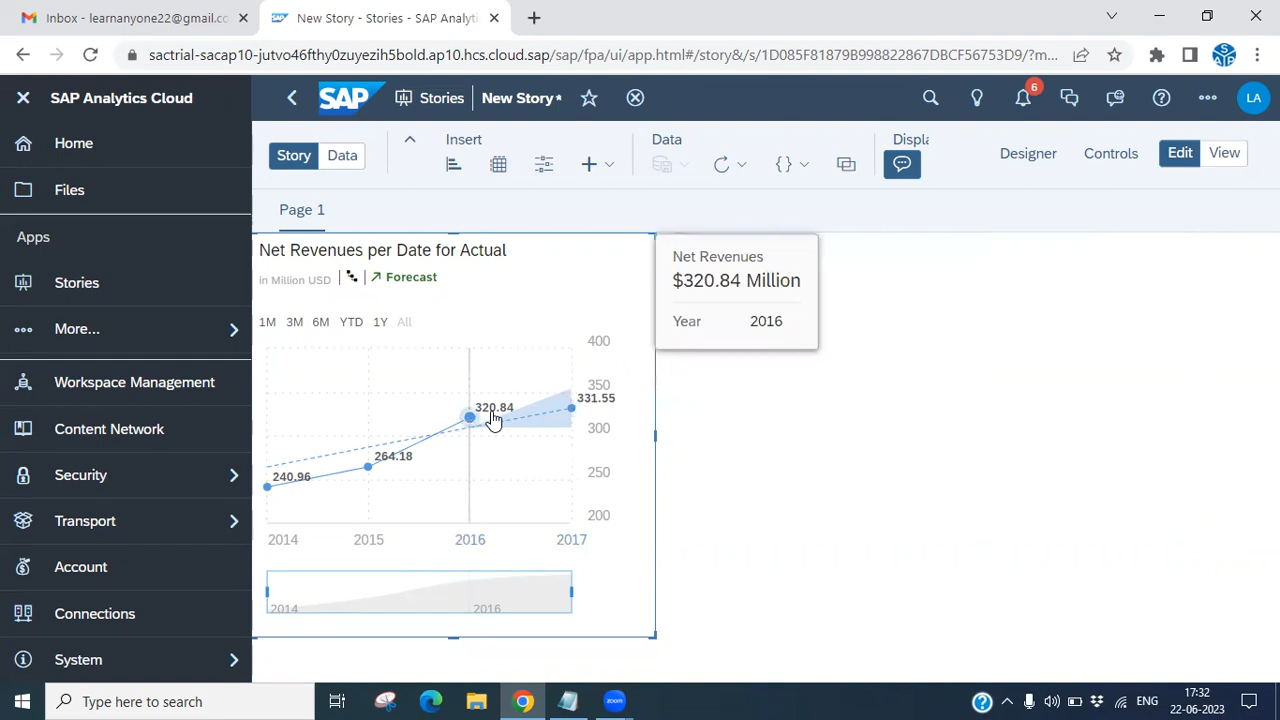 Inbox - learnanyone22@gmail.co
New Story - Stories - SAP Analyti
sactrial-sacap10-jutvo46fthy0zuyezih5bold.ap10.hcs.cloud.sap/sap/fpa/ui/app.html#/story&/s/1D085F81879B998822867DBCF56753D9/?m...
SAP Analytics Cloud
SAP
Stories
New Story*
6
LA
Home
Files
Apps
Stories
More...
Workspace Management
Content Network
Security
Transport
Account
Connections
System
Story
Data
Insert
Data
Displa
Designer
Controls
Edit
View
Page 1
Net Revenues per Date for Actual
in Million USD
Forecast
1M 3M 6M YTD 1Y All
400
350
300
250
200
240.96
264.18
320.84
331.55
2014 2015 2016 2017
2014 2016
Net Revenues
$320.84 Million
Year 2016
Type here to search
zoom
ENG
17:32
22-06-2023